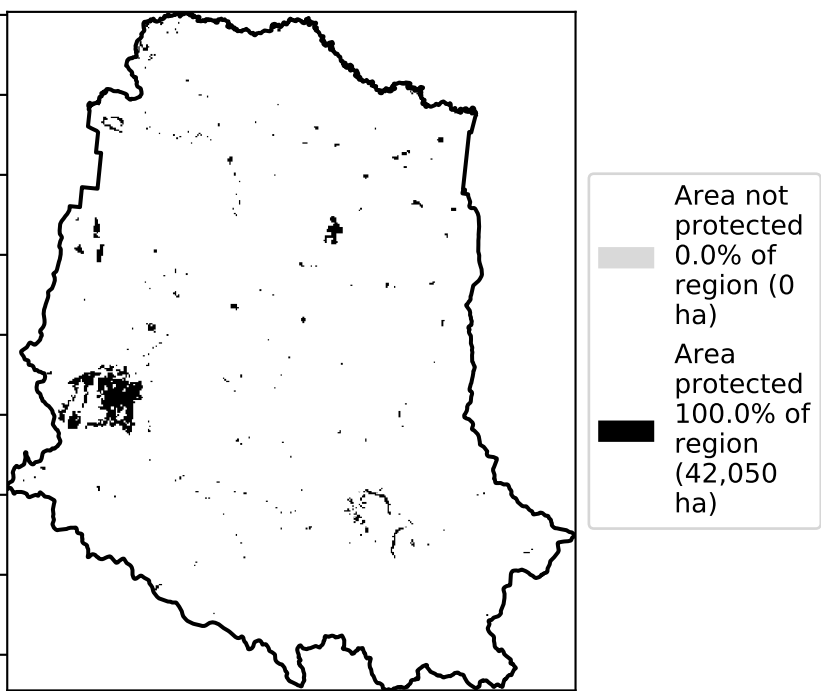 Area not
protected
0.0% of
region (0
ha)
Area
protected
100.0% of
region
(42,050
ha)